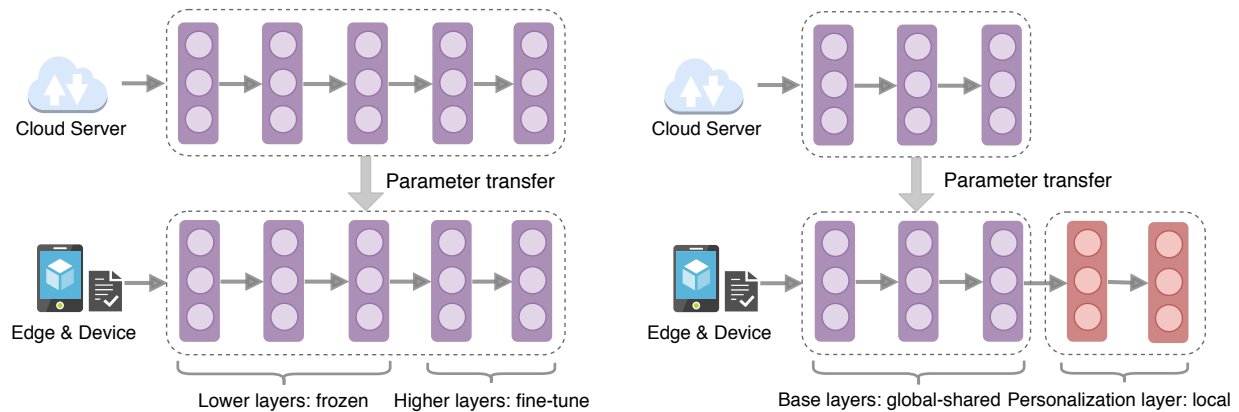 Cloud Server
Parameter transfer
Edge & Device
Lower layers: frozen
Higher layers: fine-tune
Cloud Server
Parameter transfer
Edge & Device
Base layers: global-shared
Personalization layer: local